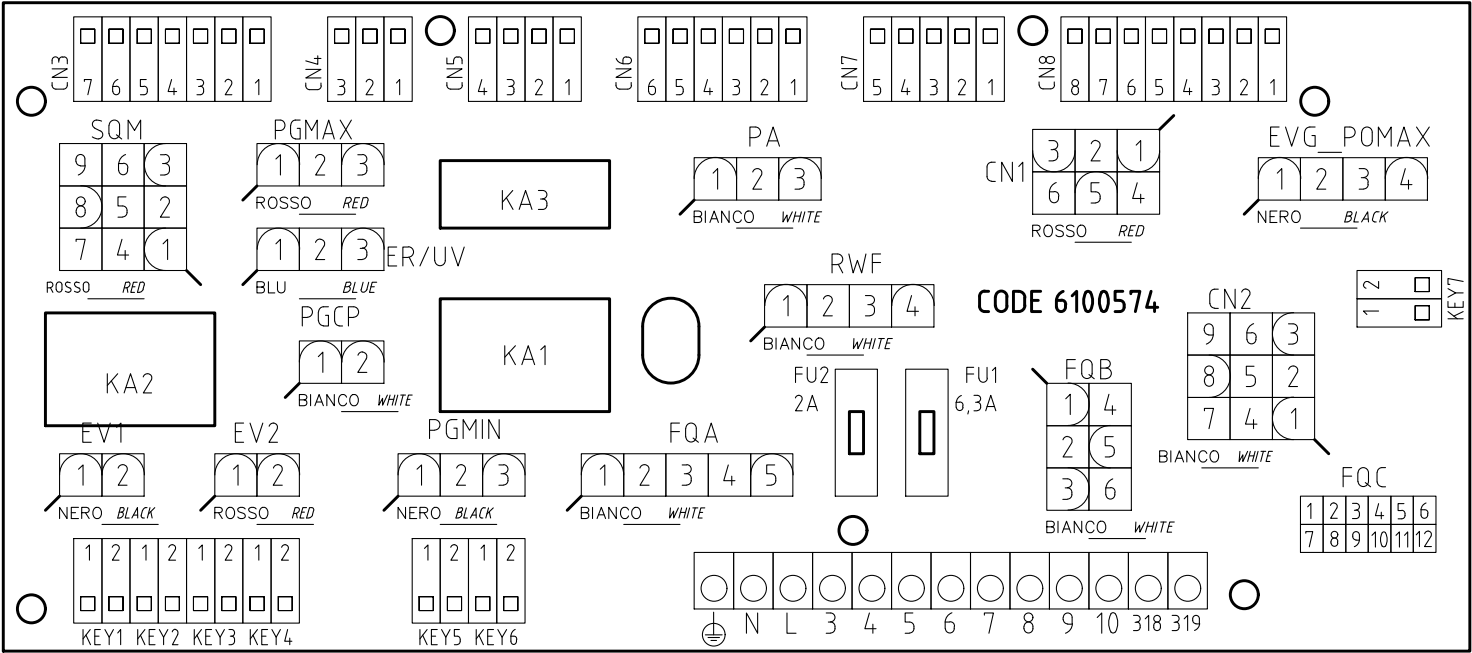 CN3 7 6 5 4 3 2 1
CN4 3 2 1
CN5 4 3 2 1
CN6 6 5 4 3 2 1
CN7 5 4 3 2 1
CN8 8 7 6 5 4 3 2 1
SQM
9 6 3
8 5 2
7 4 1
ROSSO RED
PGMAX
1 2 3
ROSSO RED
1 2 3 ER/UV
BLU BLUE
PGCP
1 2
BIANCO WHITE
KA3
KA1
KA2
PA
1 2 3
BIANCO WHITE
CN1
3 2 1
6 5 4
ROSSO RED
EVG_POMAX
1 2 3 4
NERO BLACK
RWF
1 2 3 4
BIANCO WHITE
CODE 6100574
2
1
KEY7
CN2
9 6 3
8 5 2
7 4 1
BIANCO WHITE
FU2
2A
FU1
6,3A
FQB
1 4
2 5
3 6
BIANCO WHITE
FQC
1 2 3 4 5 6
7 8 9 10 11 12
EV1
1 2
NERO BLACK
EV2
1 2
ROSSO RED
PGMIN
1 2 3
NERO BLACK
FQA
1 2 3 4 5
BIANCO WHITE
1 2 1 2 1 2 1 2
KEY1 KEY2 KEY3 KEY4
1 2 1 2
KEY5 KEY6
N L 3 4 5 6 7 8 9 10 318 319